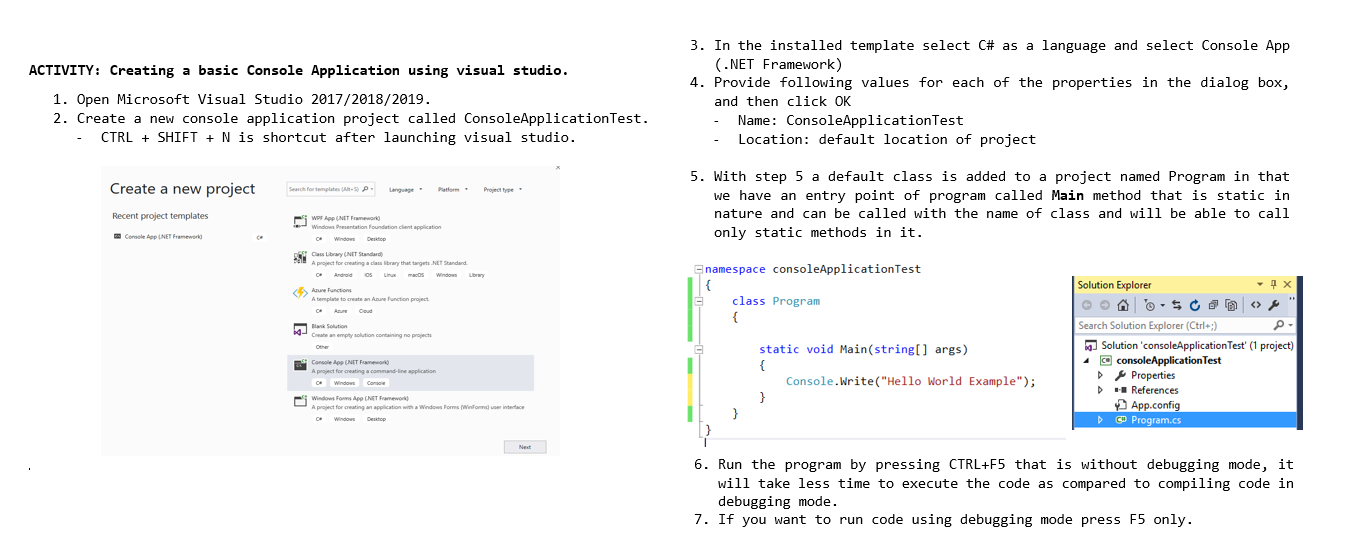 ACTIVITY: Creating a basic Console Application using visual studio.
1. Open Microsoft Visual Studio 2017/2018/2019.
2. Create a new console application project called ConsoleApplicationTest.
- CTRL + SHIFT + N is shortcut after launching visual studio.
Create a new project
Search for templates (Alt+S)
Language
Platform
Project type
Recent project templates
Console App (.NET Framework)
C#
WPF App (.NET Framework)
Windows Presentation Foundation client application
C# Windows Desktop
Class Library (.NET Standard)
A project for creating a class library that targets .NET Standard.
C# Android iOS Linux macOS Windows Library
Azure Functions
A template to create an Azure Function project.
C# Azure Cloud
Blank Solution
Create an empty solution containing no projects
Other
Console App (.NET Framework)
A project for creating a command-line application
C# Windows Console
Windows Forms App (.NET Framework)
A project for creating an application with a Windows Forms (WinForms) user interface
C# Windows Desktop
Next
.
3. In the installed template select C# as a language and select Console App
(.NET Framework)
4. Provide following values for each of the properties in the dialog box,
and then click OK
- Name: ConsoleApplicationTest
- Location: default location of project
5. With step 5 a default class is added to a project named Program in that
we have an entry point of program called Main method that is static in
nature and can be called with the name of class and will be able to call
only static methods in it.
namespace consoleApplicationTest
{
class Program
{
static void Main(string[] args)
{
Console.Write("Hello World Example");
}
}
}
Solution Explorer
Search Solution Explorer (Ctrl+;)
Solution 'consoleApplicationTest' (1 project)
consoleApplicationTest
Properties
References
App.config
Program.cs
6. Run the program by pressing CTRL+F5 that is without debugging mode, it
will take less time to execute the code as compared to compiling code in
debugging mode.
7. If you want to run code using debugging mode press F5 only.